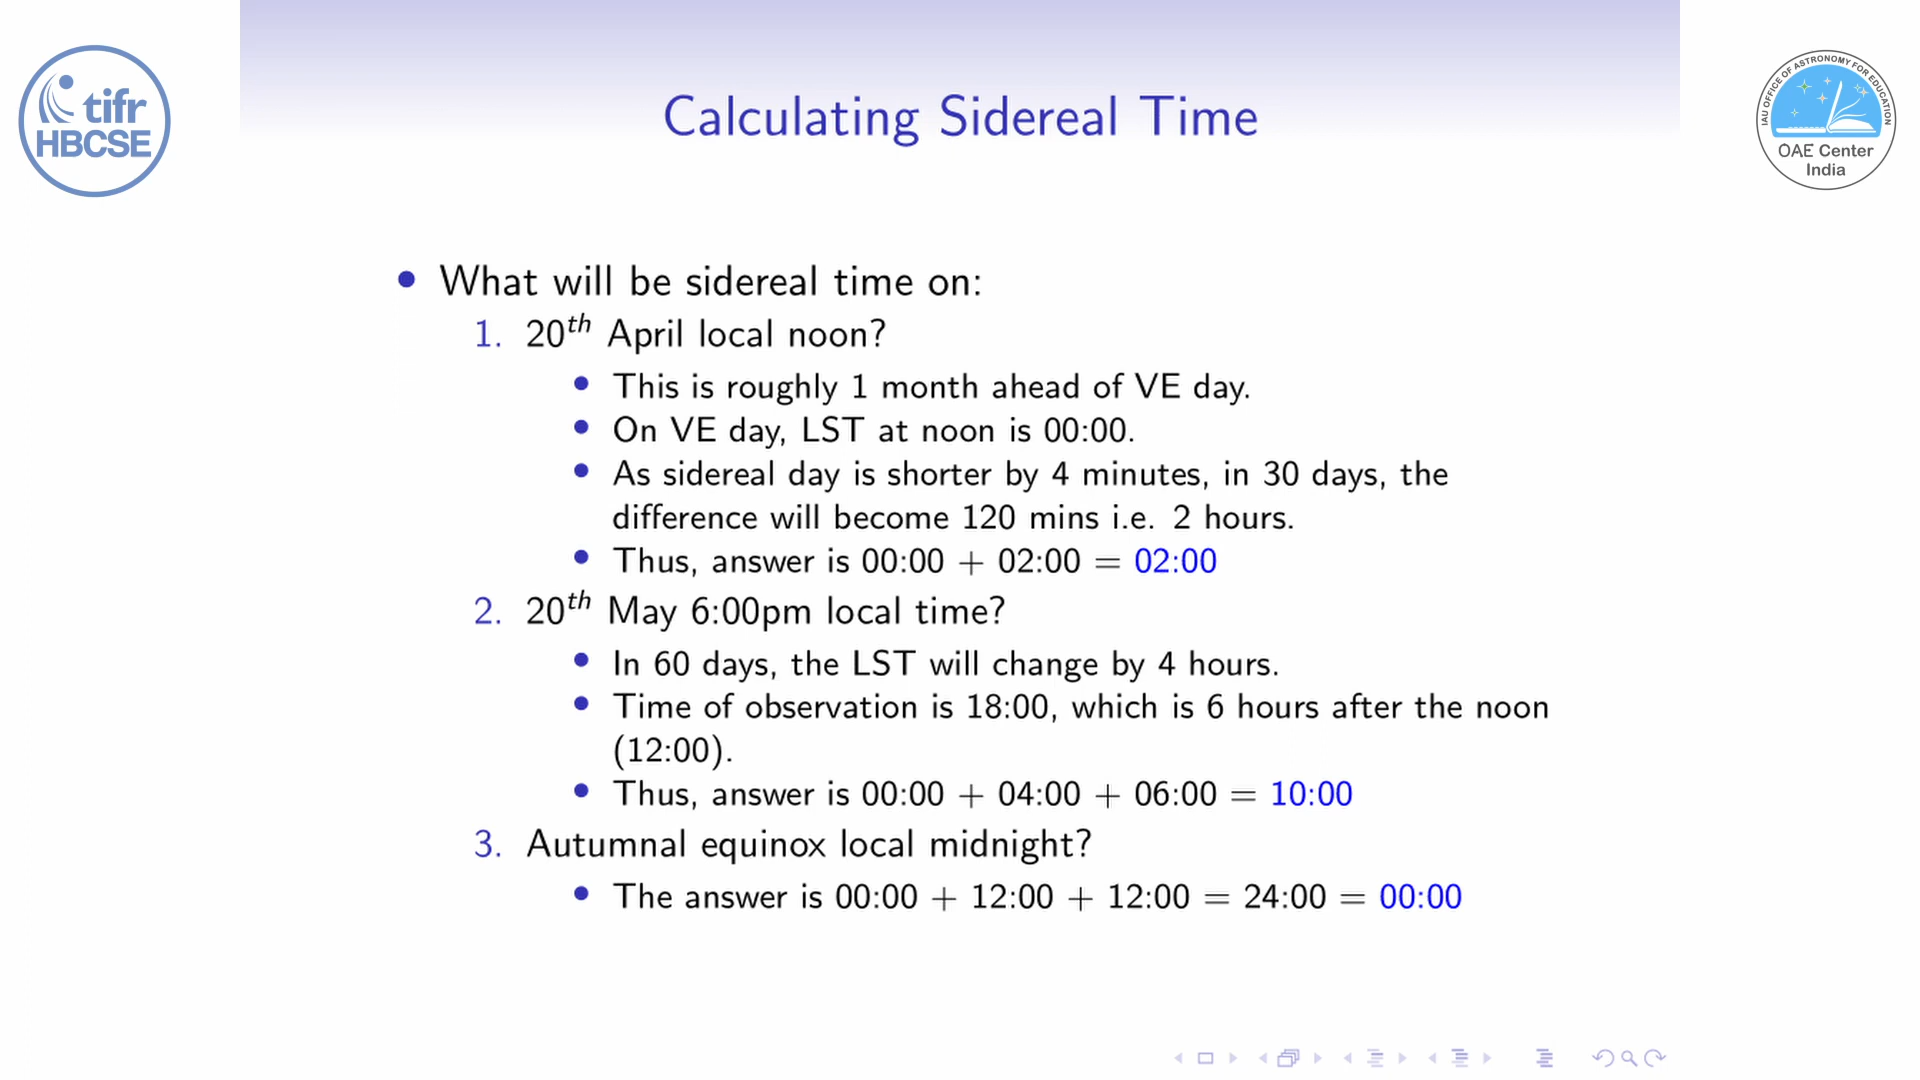 Calculating Sidereal Time
tifr
HBCSE
IAU OFFICE OF ASTRONOMY FOR EDUCATION
OAE Center
India
• What will be sidereal time on:
1. 20th April local noon?
• This is roughly 1 month ahead of VE day.
• On VE day, LST at noon is 00:00.
• As sidereal day is shorter by 4 minutes, in 30 days, the
difference will become 120 mins i.e. 2 hours.
• Thus, answer is 00:00 + 02:00 = 02:00
2. 20th May 6:00pm local time?
• In 60 days, the LST will change by 4 hours.
• Time of observation is 18:00, which is 6 hours after the noon
(12:00).
• Thus, answer is 00:00 + 04:00 + 06:00 = 10:00
3. Autumnal equinox local midnight?
• The answer is 00:00 + 12:00 + 12:00 = 24:00 = 00:00